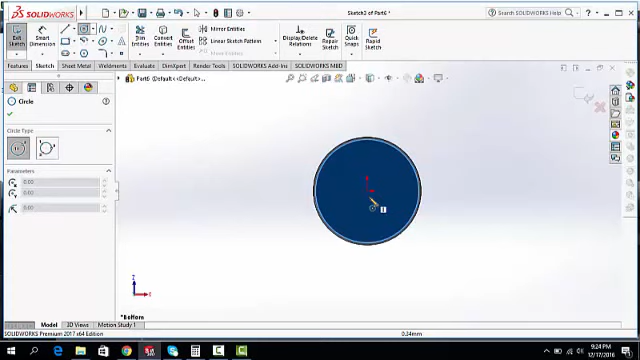 SOLIDWORKS
Sketch3 of Part6 *
Search SOLIDWORKS Help
Exit Sketch
Smart Dimension
Trim Entities
Convert Entities
Offset Entities
Mirror Entities
Linear Sketch Pattern
Display/Delete Relations
Repair Sketch
Quick Snaps
Rapid Sketch
Features Sketch Sheet Metal Weldments DimXpert Render Tools SOLIDWORKS Add-Ins SOLIDWORKS MBD
Part6 (Default<<Default>...
Circle
Circle Type
Parameters
0.00
0.00
0.00
*Bottom
Model 3D Views Motion Study 1
SOLIDWORKS Premium 2017 x64 Edition
0.34mm
9:24 PM
12/17/2016